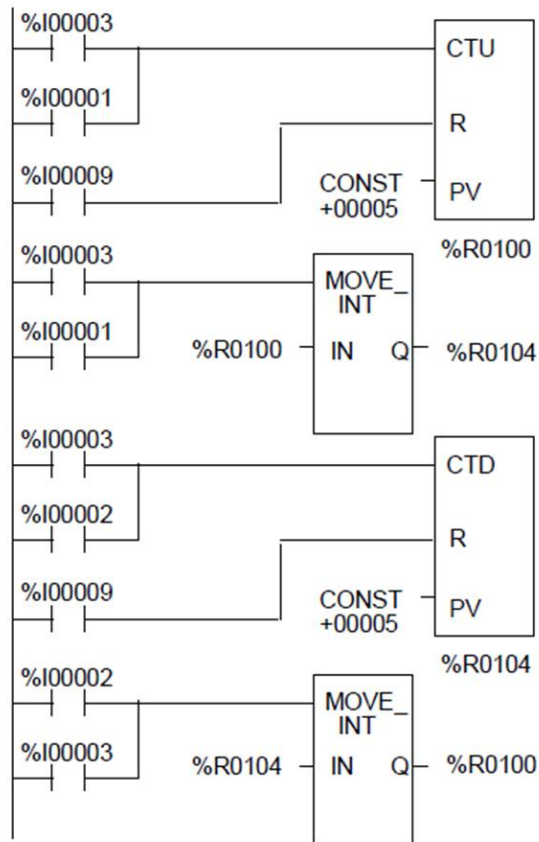 %I00003
CTU
%I00001
R
%I00009
CONST
+00005
PV
%R0100
%I00003
MOVE_
INT
%I00001
%R0100
IN Q
%R0104
%I00003
CTD
%I00002
R
%I00009
CONST
+00005
PV
%R0104
%I00002
MOVE_
INT
%I00003
%R0104
IN Q
%R0100